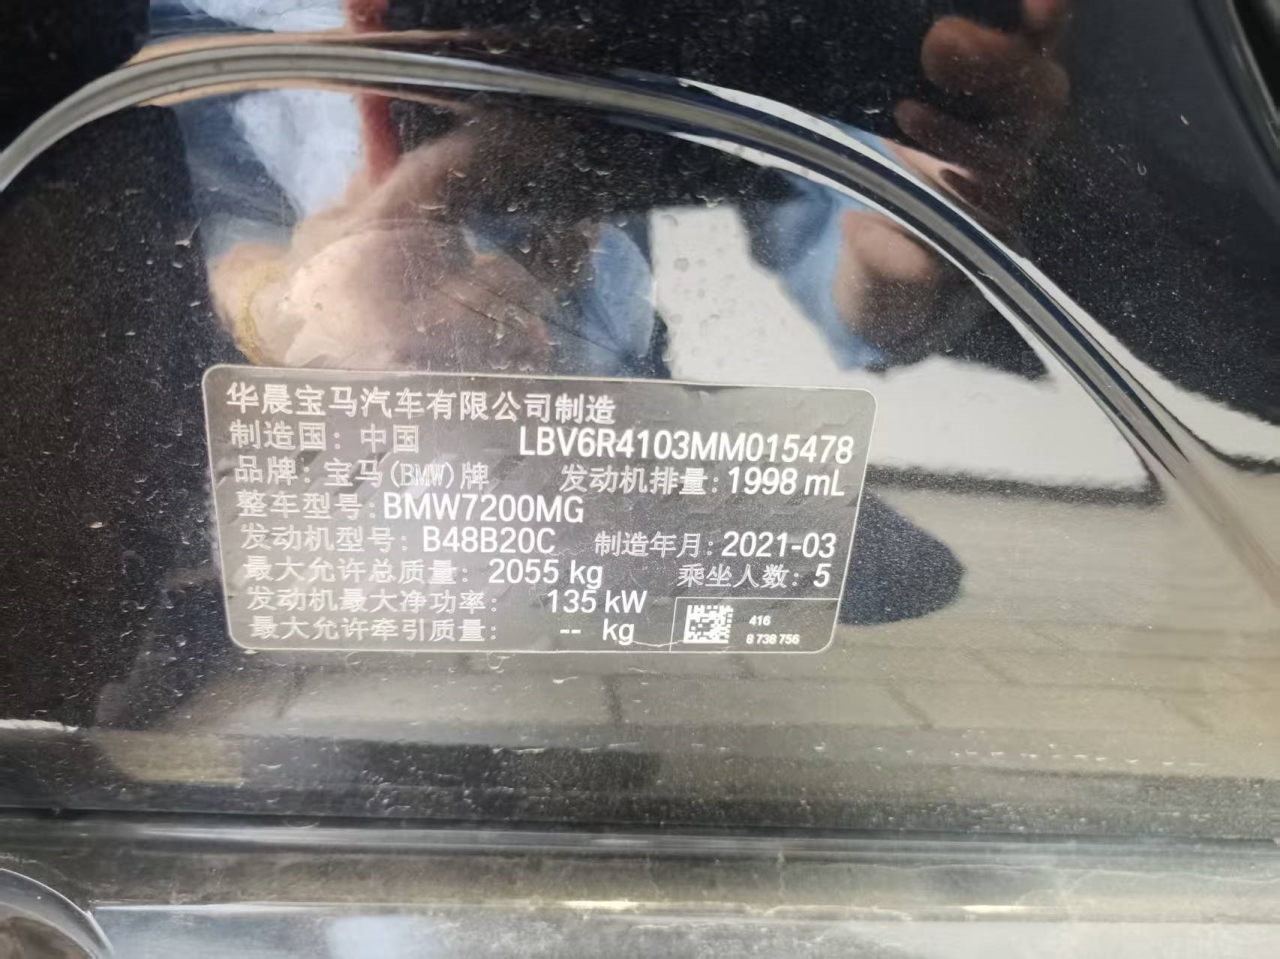 华晨宝马汽车有限公司制造
制造国：中国 LBV6R4103MM015478
品牌：宝马(BMW)牌 发动机排量：1998 mL
整车型号：BMW7200MG
发动机型号：B48B20C 制造年月：2021-03
最大允许总质量：2055 kg 乘坐人数：5
发动机最大净功率：135 kW
最大允许牵引质量：-- kg
416
8 738 756